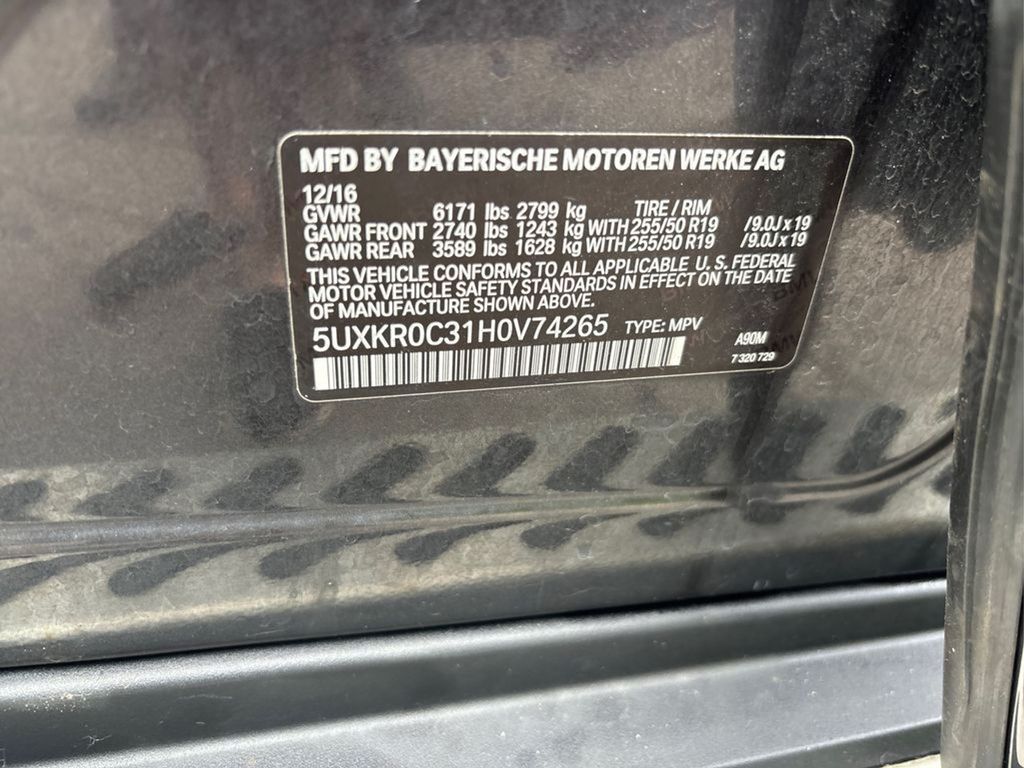 MFD BY BAYERISCHE MOTOREN WERKE AG
12/16
GVWR 6171 lbs 2799 kg TIRE / RIM
GAWR FRONT 2740 lbs 1243 kg WITH 255/50 R19 /9.0J x 19
GAWR REAR 3589 lbs 1628 kg WITH 255/50 R19 /9.0J x 19
THIS VEHICLE CONFORMS TO ALL APPLICABLE U. S. FEDERAL
MOTOR VEHICLE SAFETY STANDARDS IN EFFECT ON THE DATE
OF MANUFACTURE SHOWN ABOVE.
5UXKR0C31H0V74265 TYPE: MPV A90M
7 320 729